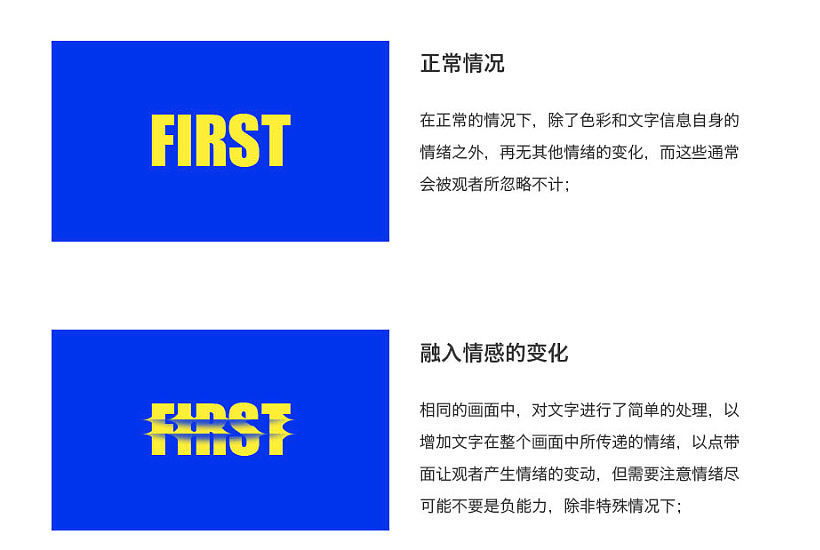 FIRST
正常情况
在正常的情况下，除了色彩和文字信息自身的
情绪之外，再无其他情绪的变化，而这些通常
会被观者所忽略不计；
FIRST
融入情感的变化
相同的画面中，对文字进行了简单的处理，以
增加文字在整个画面中所传递的情绪，以点带
面让观者产生情绪的变动，但需要注意情绪尽
可能不要是负能力，除非特殊情况下；